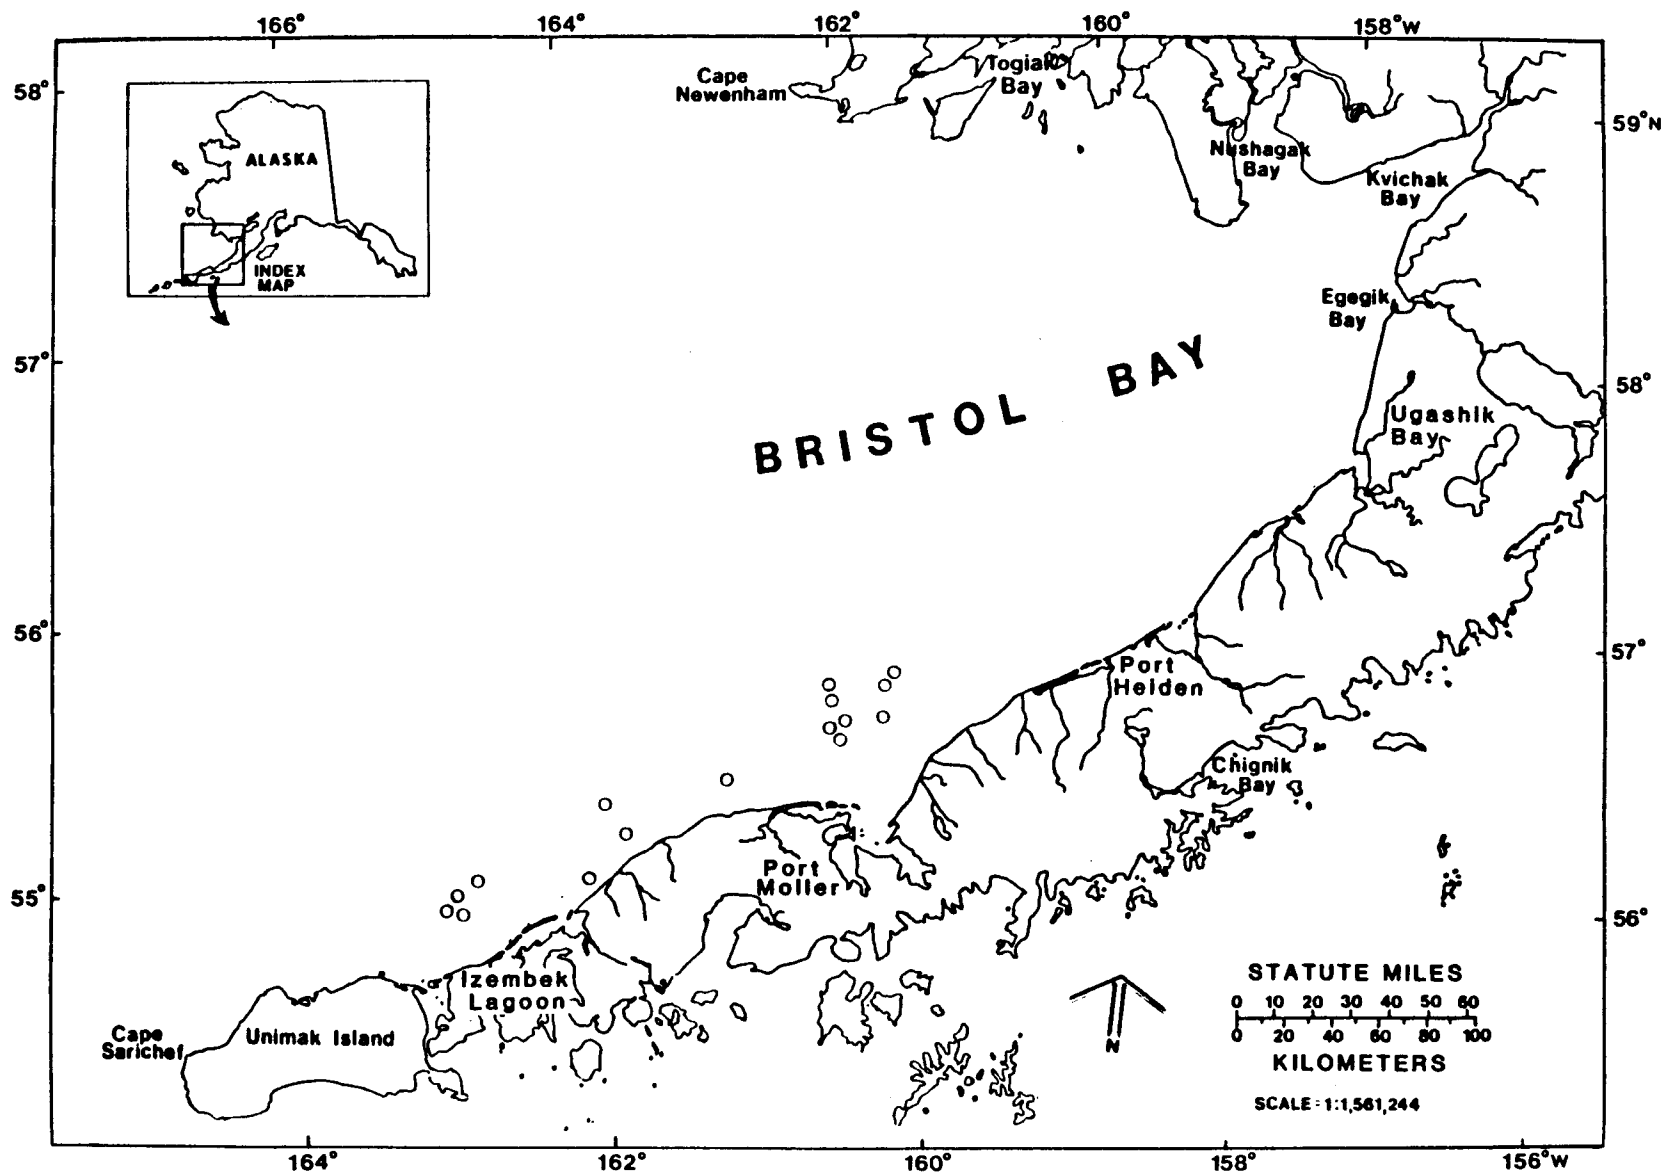 166° 164° 162° 160° 158°W
58°
Cape
Newenham
Togiak
Bay
59°N
Nushagak
Bay
Kvichak
Bay
ALASKA
INDEX
MAP
Egegik
Bay
57°
58°
BRISTOL BAY
Ugashik
Bay
56°
57°
Port
Heiden
Chignik
Bay
Port
Moller
55°
56°
Izembek
Lagoon
Cape
Sarichef
Unimak Island
N
STATUTE MILES
0 10 20 30 40 50 60
0 20 40 60 80 100
KILOMETERS
SCALE = 1:1,561,244
164° 162° 160° 158° 156°W